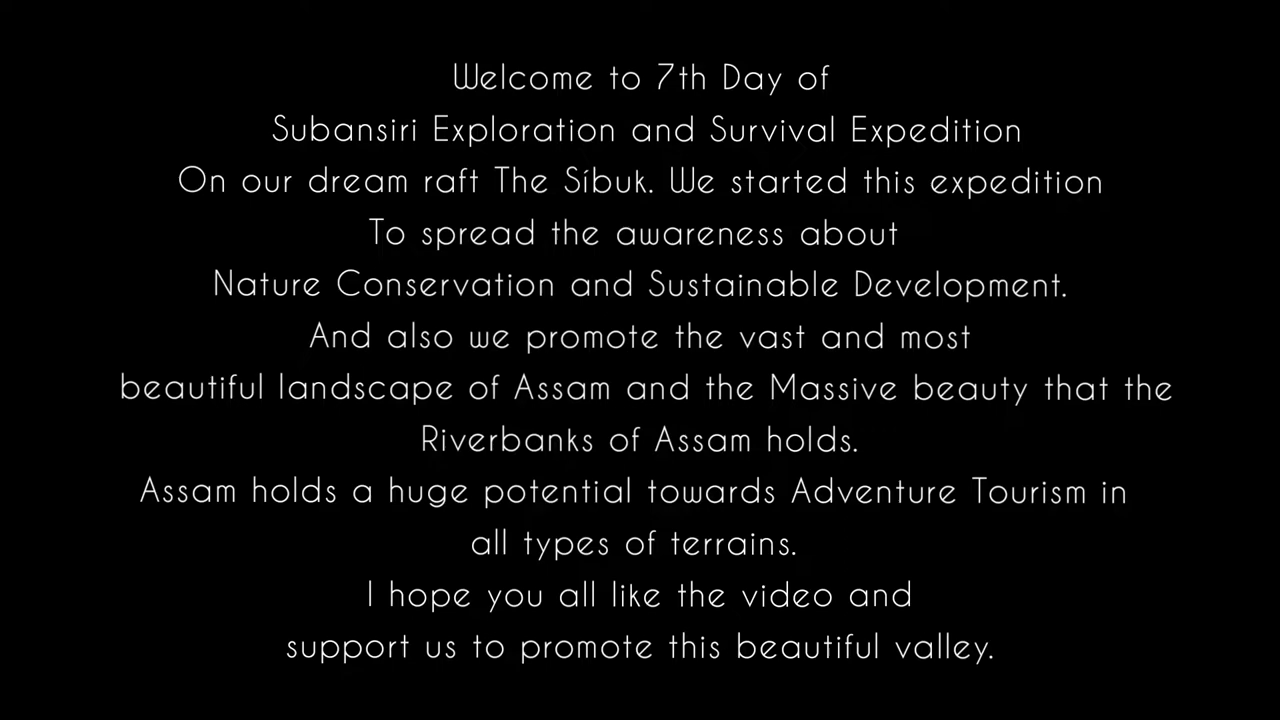 Welcome to 7th Day of
Subansiri Exploration and Survival Expedition
On our dream raft The Síbuk. We started this expedition
To spread the awareness about
Nature Conservation and Sustainable Development.
And also we promote the vast and most
beautiful landscape of Assam and the Massive beauty that the
Riverbanks of Assam holds.
Assam holds a huge potential towards Adventure Tourism in
all types of terrains.
I hope you all like the video and
support us to promote this beautiful valley.